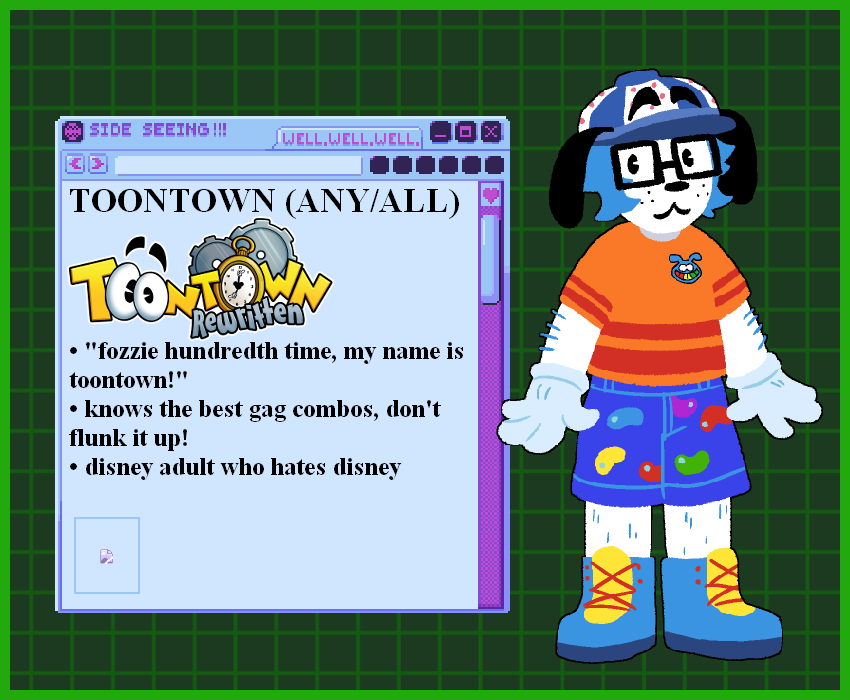 SIDE SEEING!!!
WELL.WELL.WELL.
TOONTOWN (ANY/ALL)
TOONTOWN
Rewritten
• "fozzie hundredth time, my name is
toontown!"
• knows the best gag combos, don't
flunk it up!
• disney adult who hates disney